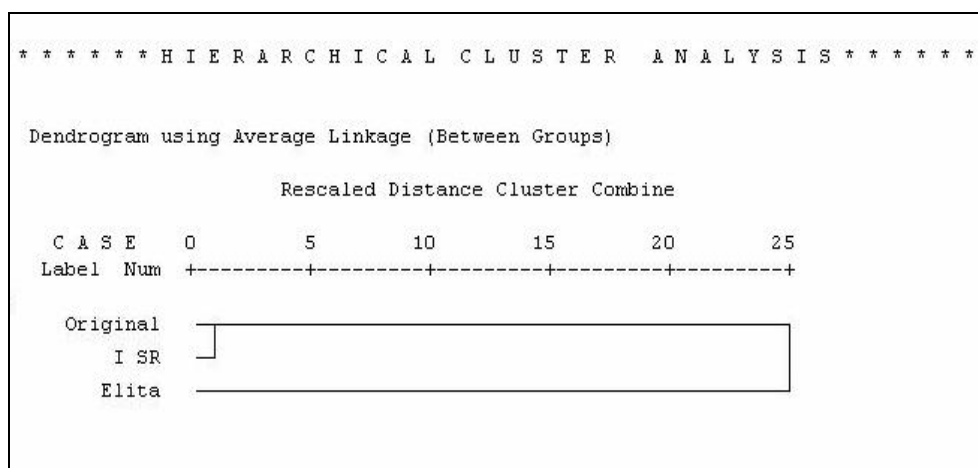 * * * * * * H I E R A R C H I C A L C L U S T E R A N A L Y S I S * * * * * *
Dendrogram using Average Linkage (Between Groups)
Rescaled Distance Cluster Combine
C A S E 0 5 10 15 20 25
Label Num +---------+---------+---------+---------+---------+
Original
I SR
Elita